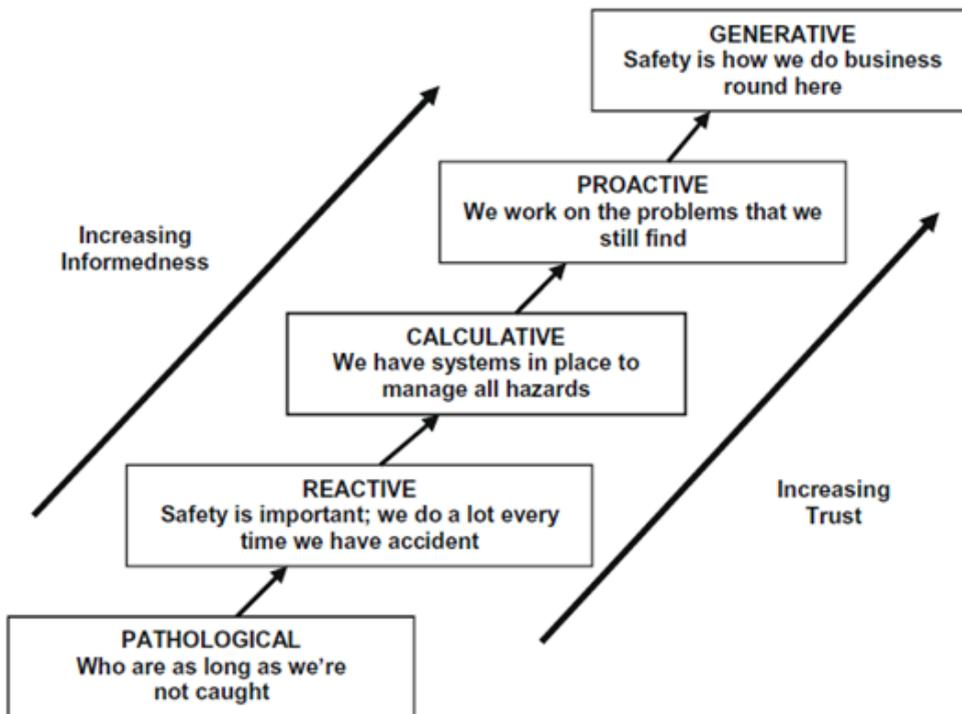 GENERATIVE
Safety is how we do business
round here
PROACTIVE
We work on the problems that we
still find
Increasing
Informedness
CALCULATIVE
We have systems in place to
manage all hazards
REACTIVE
Safety is important; we do a lot every
time we have accident
Increasing
Trust
PATHOLOGICAL
Who are as long as we're
not caught